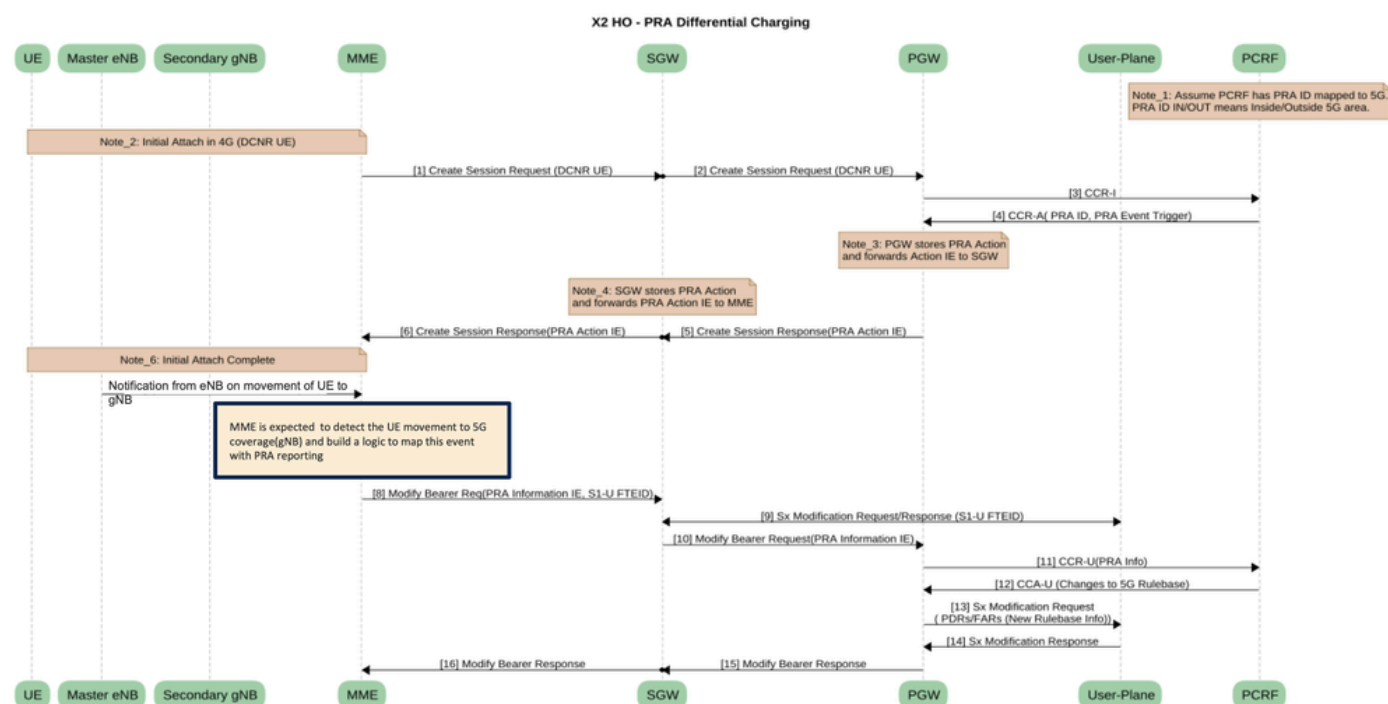 X2 HO - PRA Differential Charging
UE
Master eNB
Secondary gNB
MME
SGW
PGW
User-Plane
PCRF
Note_1: Assume PCRF has PRA ID mapped to 5G.
PRA ID IN/OUT means Inside/Outside 5G area.
Note_2: Initial Attach in 4G (DCNR UE)
[1] Create Session Request (DCNR UE)
[2] Create Session Request (DCNR UE)
[3] CCR-I
[4] CCR-A( PRA ID, PRA Event Trigger)
Note_3: PGW stores PRA Action
and forwards Action IE to SGW
Note_4: SGW stores PRA Action
and forwards PRA Action IE to MME
[6] Create Session Response(PRA Action IE)
[5] Create Session Response(PRA Action IE)
Note_6: Initial Attach Complete
Notification from eNB on movement of UE to
gNB
MME is expected to detect the UE movement to 5G
coverage(gNB) and build a logic to map this event
with PRA reporting
[8] Modify Bearer Req(PRA Information IE, S1-U FTEID)
[9] Sx Modification Request/Response (S1-U FTEID)
[10] Modify Bearer Request(PRA Information IE)
[11] CCR-U(PRA Info)
[12] CCA-U (Changes to 5G Rulebase)
[13] Sx Modification Request
( PDRs/FARs (New Rulebase Info))
[14] Sx Modification Response
[16] Modify Bearer Response
[15] Modify Bearer Response
UE
Master eNB
Secondary gNB
MME
SGW
PGW
User-Plane
PCRF